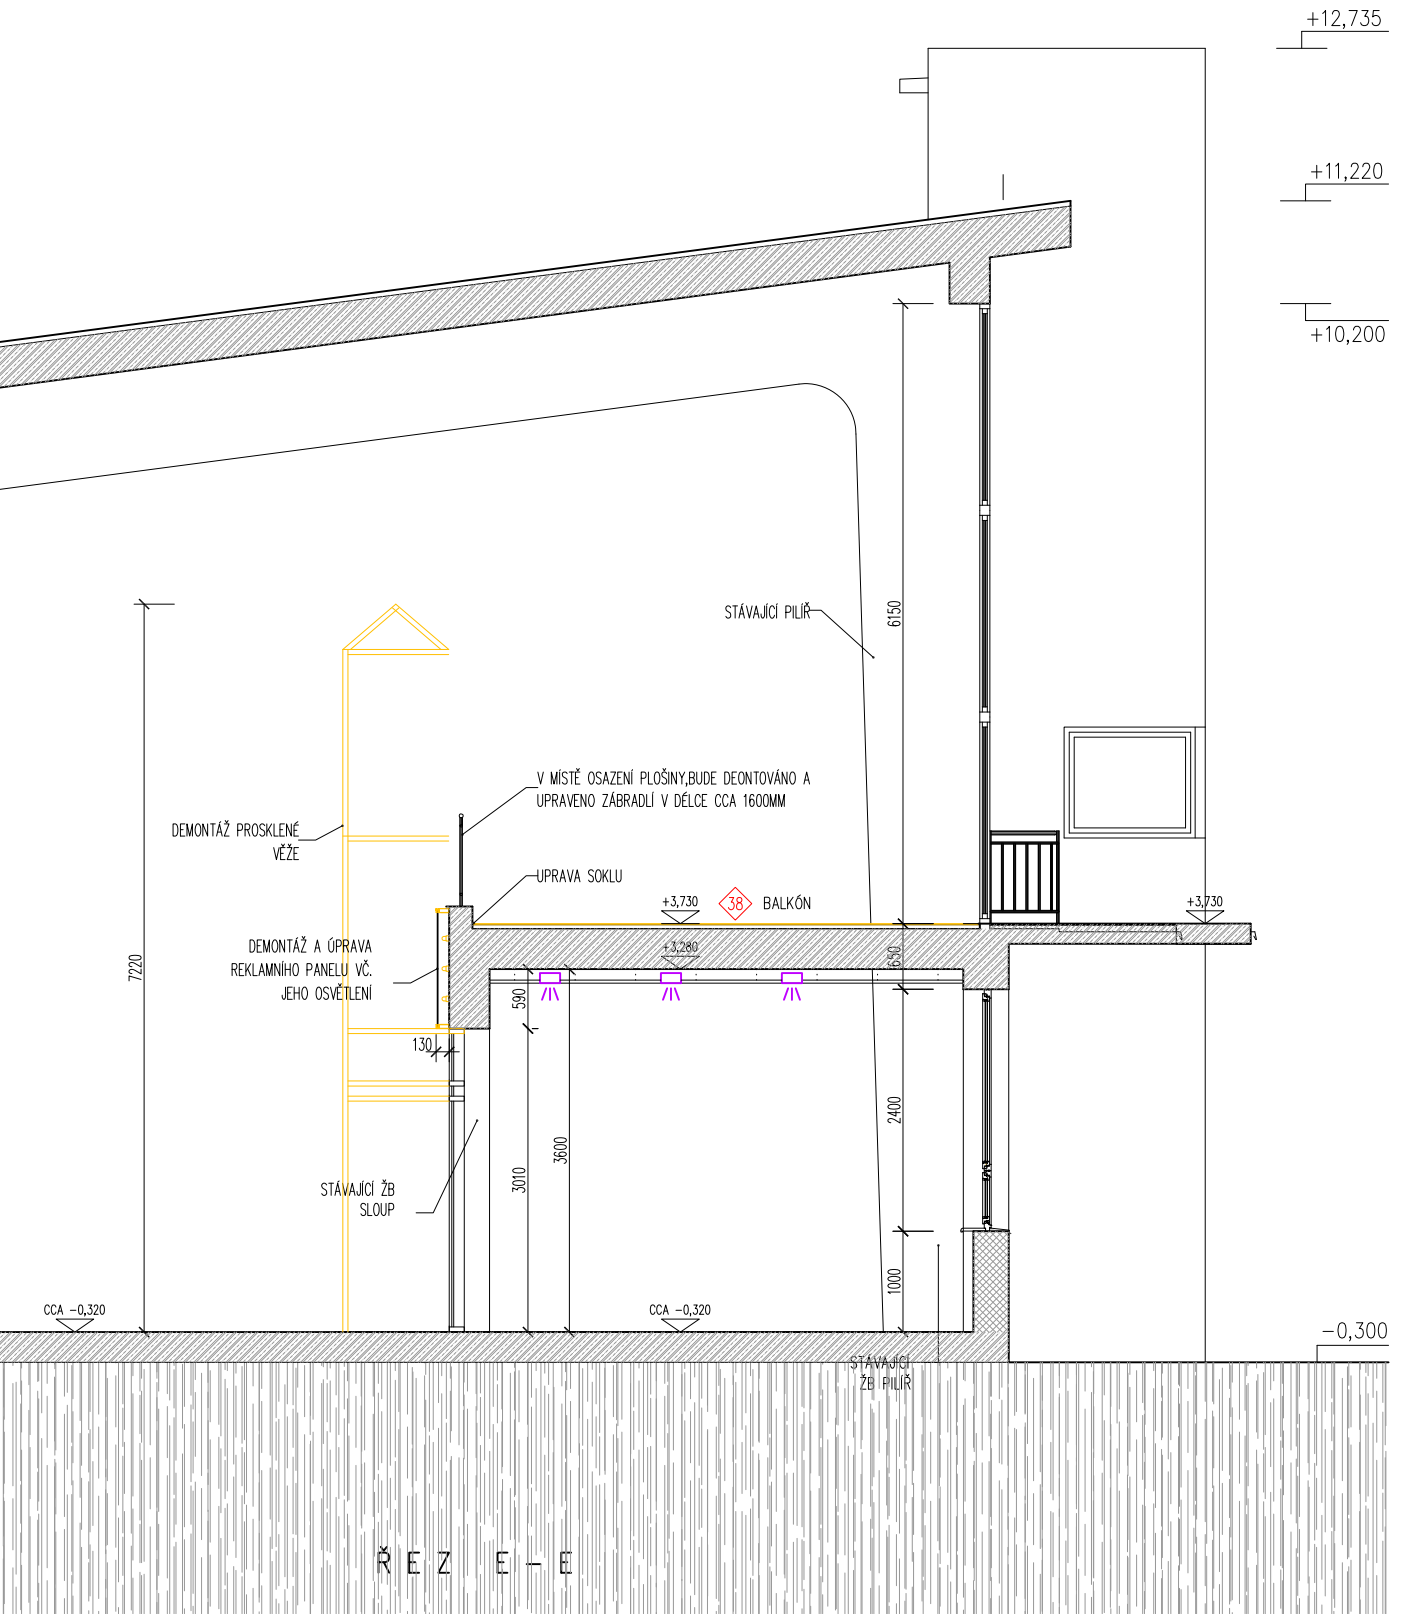 +12,735
+11,220
+10,200
6150
STÁVAJÍCÍ PILÍŘ
V MÍSTĚ OSAZENÍ PLOŠINY,BUDE DEONTOVÁNO A
UPRAVENO ZÁBRADLÍ V DÉLCE CCA 1600MM
DEMONTÁŽ PROSKLENÉ
VĚŽE
UPRAVA SOKLU
+3,730
38
BALKÓN
+3,730
DEMONTÁŽ A ÚPRAVA
REKLAMNÍHO PANELU VČ.
JEHO OSVĚTLENÍ
+3,280
650
7220
590
130
2400
3600
3010
STÁVAJÍCÍ ŽB
SLOUP
1000
CCA -0,320
CCA -0,320
-0,300
STÁVAJÍCÍ
ŽB PILÍŘ
ŘEZ E-E